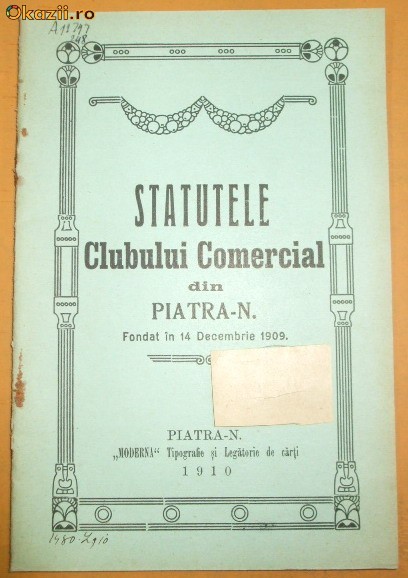 Okazii.ro
STATUTELE
Clubului Comercial
din
PIATRA-N.
Fondat în 14 Decembrie 1909.
PIATRA-N.
„MODERNA“ Tipografie și Legătorie de cărți
1910